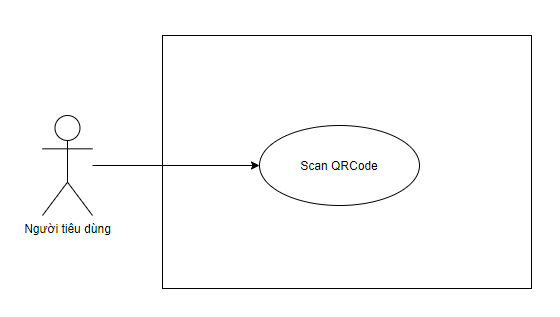 Scan QRCode
Người tiêu dùng